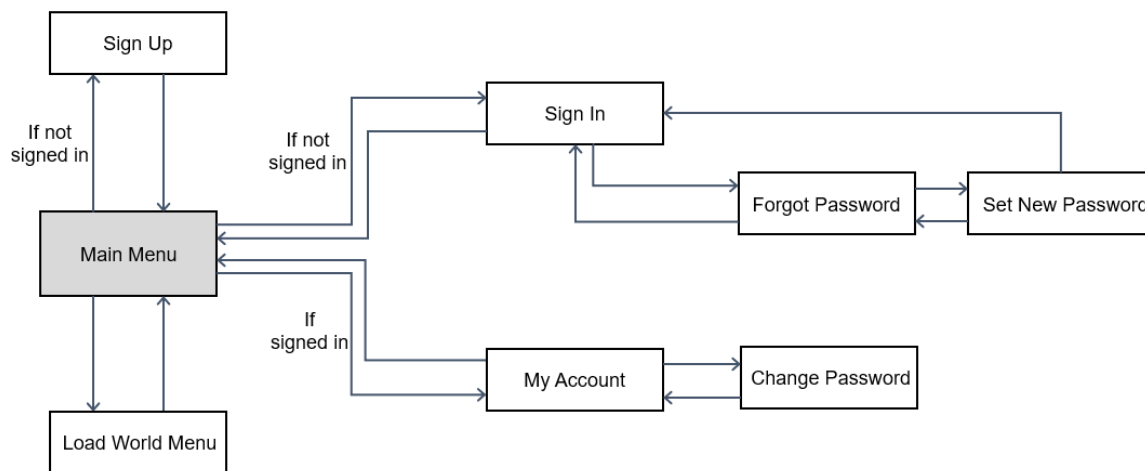 Sign Up
If not
signed in
Sign In
If not
signed in
Forgot Password
Set New Password
Main Menu
If
signed in
My Account
Change Password
Load World Menu